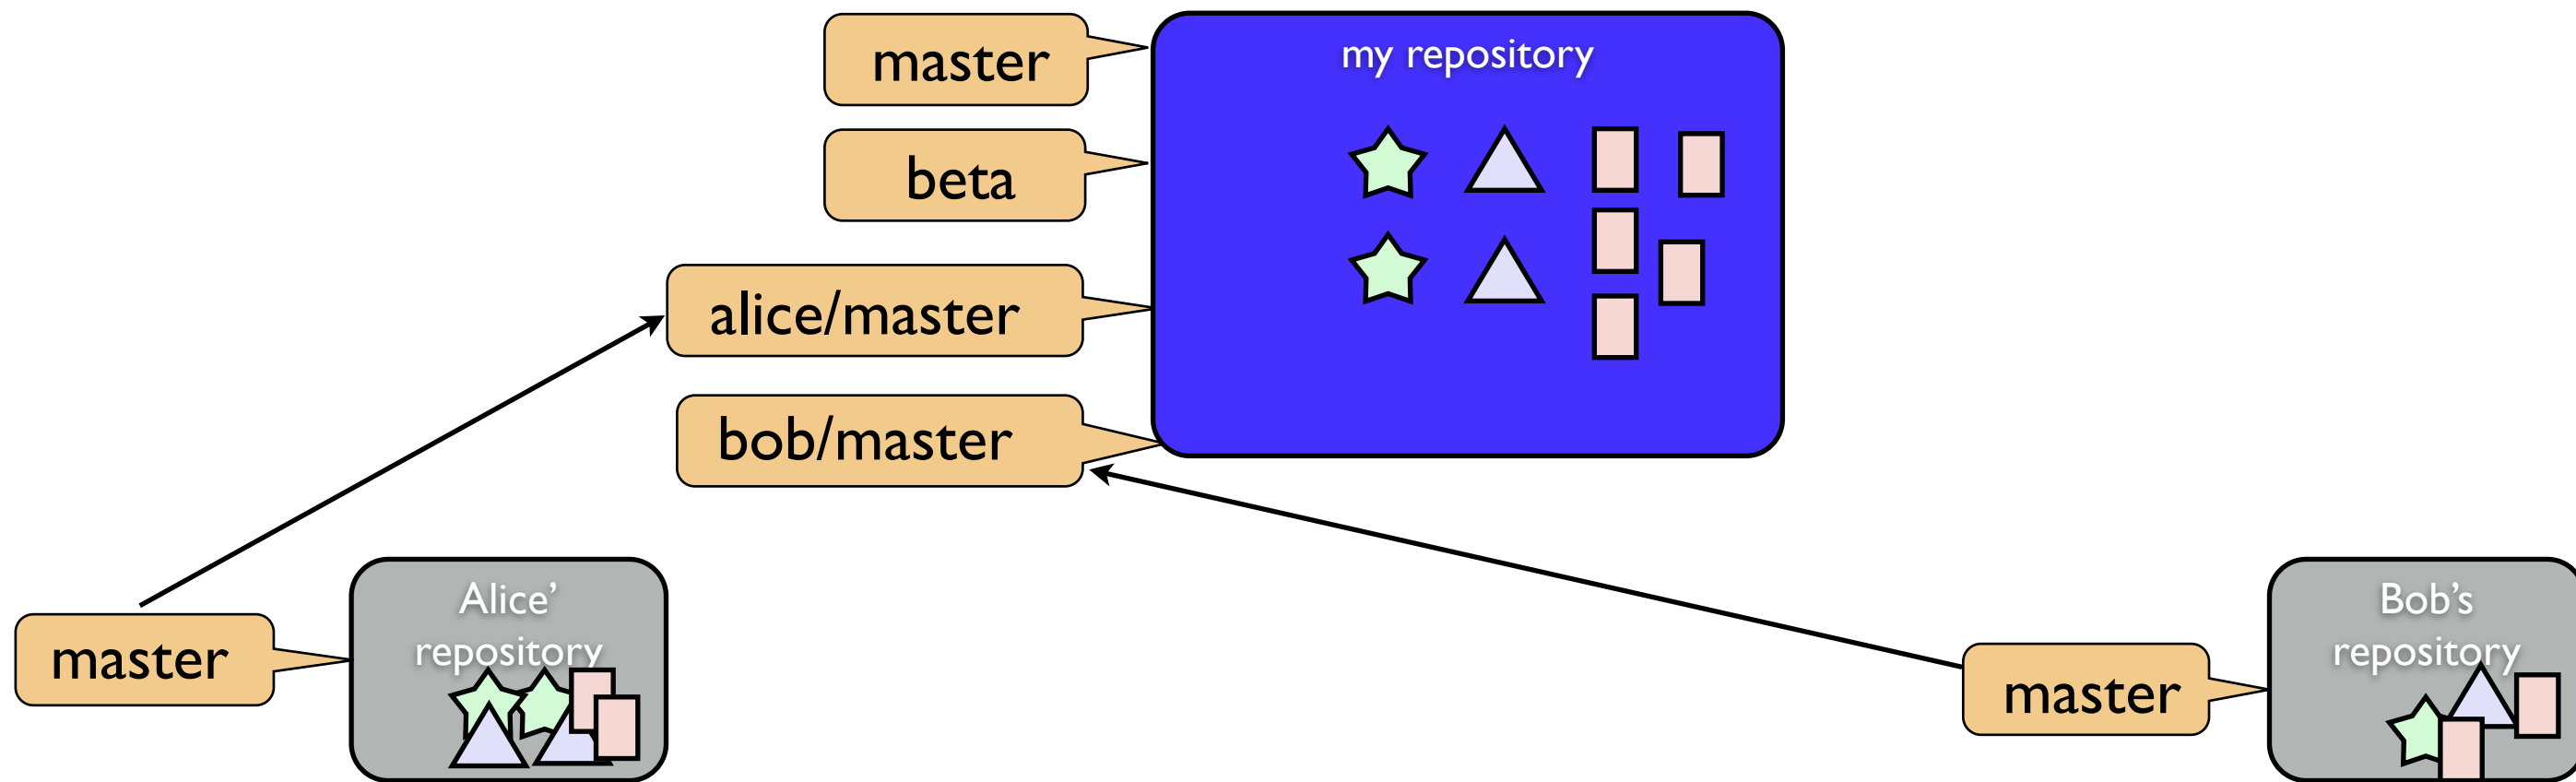 master
my repository
beta
alice/master
bob/master
Alice’
repository
master
Bob’s
repository
master